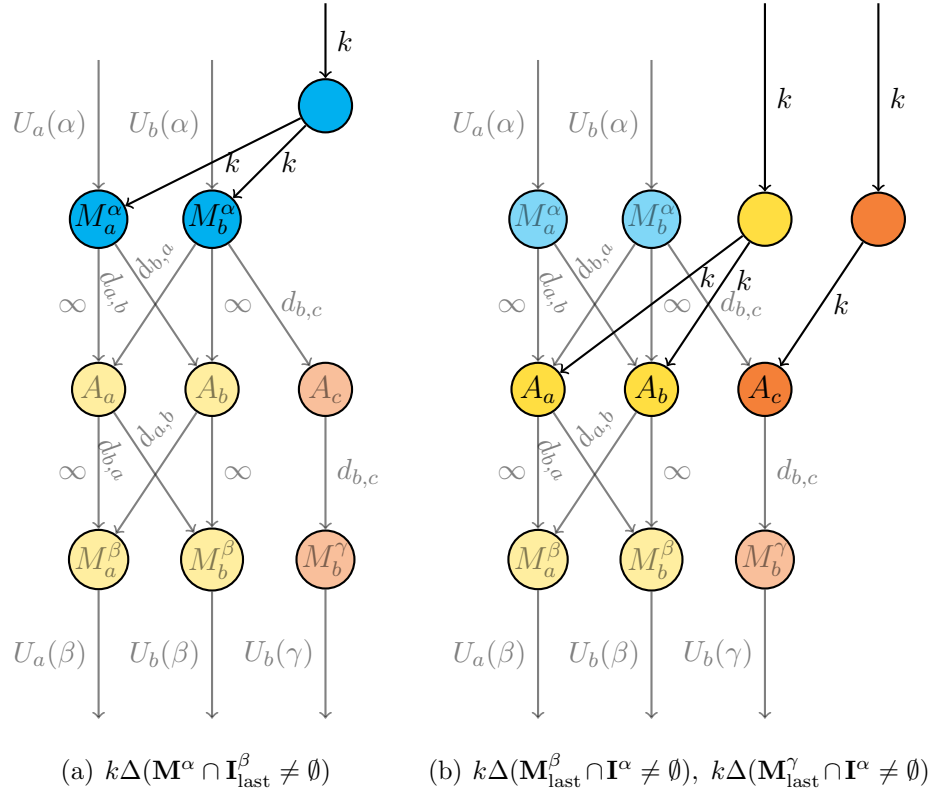 k k
k k
U_a(α) U_b(α) U_a(α) U_b(α)
k k
M_a^α M_b^α M_a^α M_b^α
d_{b,a} d_{b,a} k k
∞ d_{a,b} ∞ d_{b,c} ∞ d_{a,b} ∞ d_{b,c} k
A_a A_b A_c A_a A_b A_c
d_{a,b} d_{a,b}
∞ d_{b,a} ∞ d_{b,c} ∞ d_{b,a} ∞ d_{b,c}
M_a^β M_b^β M_b^γ M_a^β M_b^β M_b^γ
U_a(β) U_b(β) U_b(γ) U_a(β) U_b(β) U_b(γ)
(a) kΔ(M^α ∩ I_last^β ≠ ∅) (b) kΔ(M_last^β ∩ I^α ≠ ∅), kΔ(M_last^γ ∩ I^α ≠ ∅)